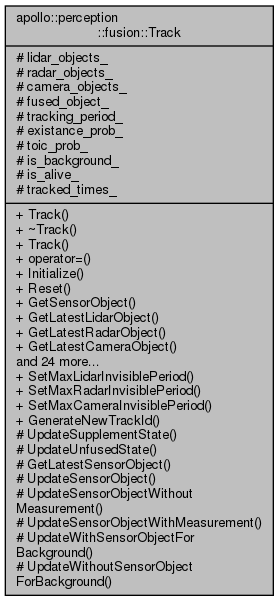 apollo::perception
::fusion::Track
# lidar_objects_
# radar_objects_
# camera_objects_
# fused_object_
# tracking_period_
# existance_prob_
# toic_prob_
# is_background_
# is_alive_
# tracked_times_
+ Track()
+ ~Track()
+ Track()
+ operator=()
+ Initialize()
+ Reset()
+ GetSensorObject()
+ GetLatestLidarObject()
+ GetLatestRadarObject()
+ GetLatestCameraObject()
and 24 more...
+ SetMaxLidarInvisiblePeriod()
+ SetMaxRadarInvisiblePeriod()
+ SetMaxCameraInvisiblePeriod()
+ GenerateNewTrackId()
# UpdateSupplementState()
# UpdateUnfusedState()
# GetLatestSensorObject()
# UpdateSensorObject()
# UpdateSensorObjectWithout
Measurement()
# UpdateSensorObjectWithMeasurement()
# UpdateWithSensorObjectFor
Background()
# UpdateWithoutSensorObject
ForBackground()